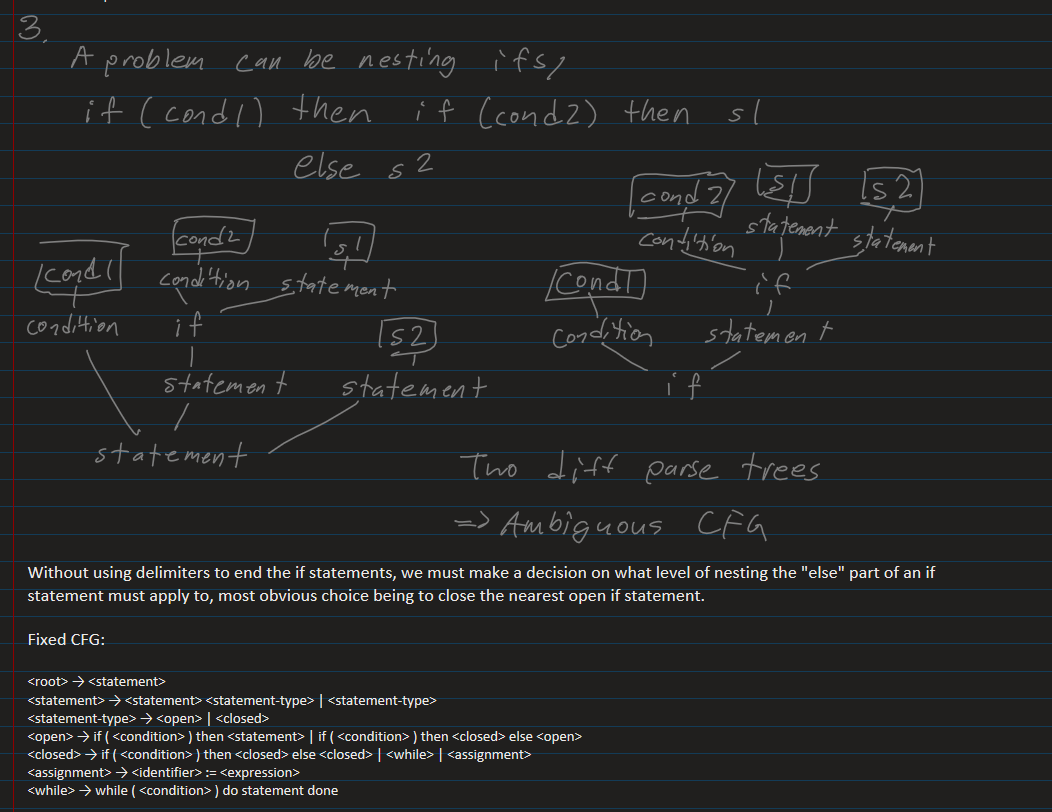 3.
A problem can be nesting ifs,
if (cond1) then if (cond2) then s1
else s2
cond1
condition
cond2
condition
s1
statement
if
statement
s2
statement
statement
cond1
condition
cond2
condition
s1
statement
s2
statement
if
statement
if
Two diff parse trees
=> Ambiguous CFG
Without using delimiters to end the if statements, we must make a decision on what level of nesting the "else" part of an if
statement must apply to, most obvious choice being to close the nearest open if statement.
Fixed CFG:
<root> → <statement>
<statement> → <statement> <statement-type> | <statement-type>
<statement-type> → <open> | <closed>
<open> → if ( <condition> ) then <statement> | if ( <condition> ) then <closed> else <open>
<closed> → if ( <condition> ) then <closed> else <closed> | <while> | <assignment>
<assignment> → <identifier> := <expression>
<while> → while ( <condition> ) do statement done